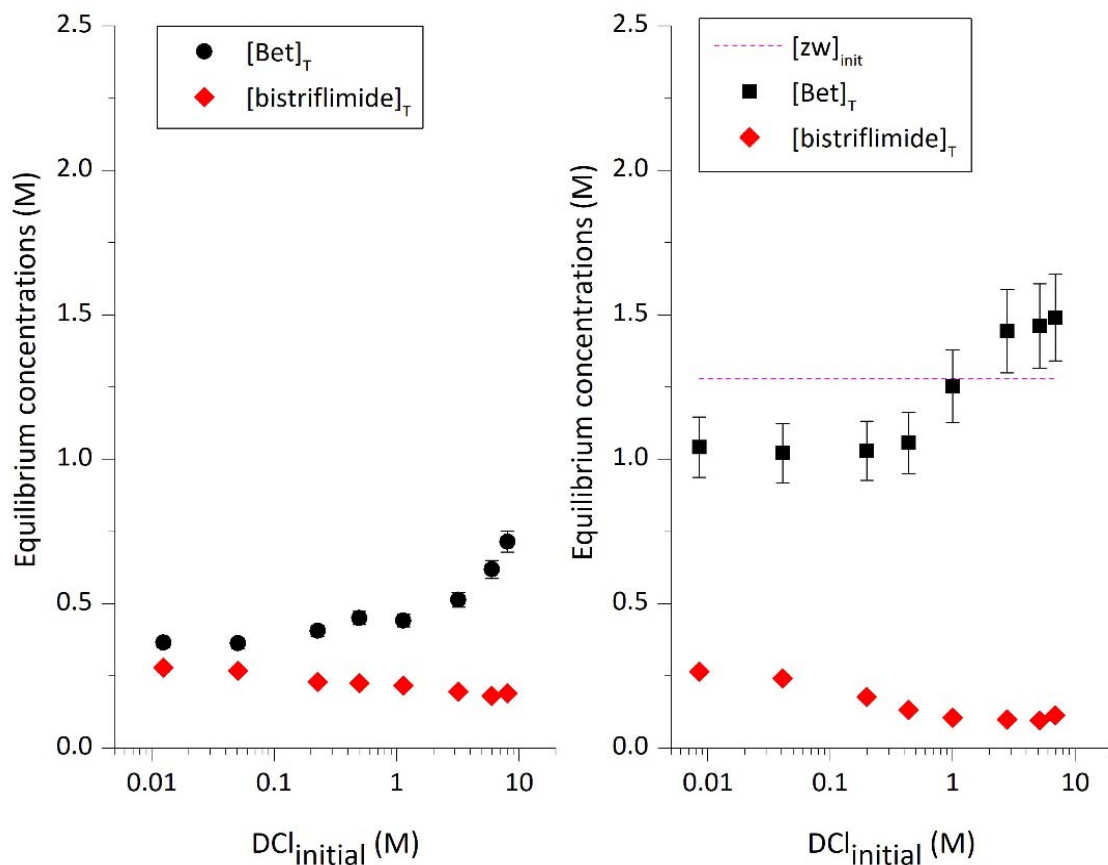 [Bet]T
[bistriflimide]T
2.5
2.0
1.5
1.0
0.5
0.0
Equilibrium concentrations (M)
0.01
0.1
1
10
DClinitial (M)
[zw]init
[Bet]T
[bistriflimide]T
2.5
2.0
1.5
1.0
0.5
0.0
Equilibrium concentrations (M)
0.01
0.1
1
10
DClinitial (M)